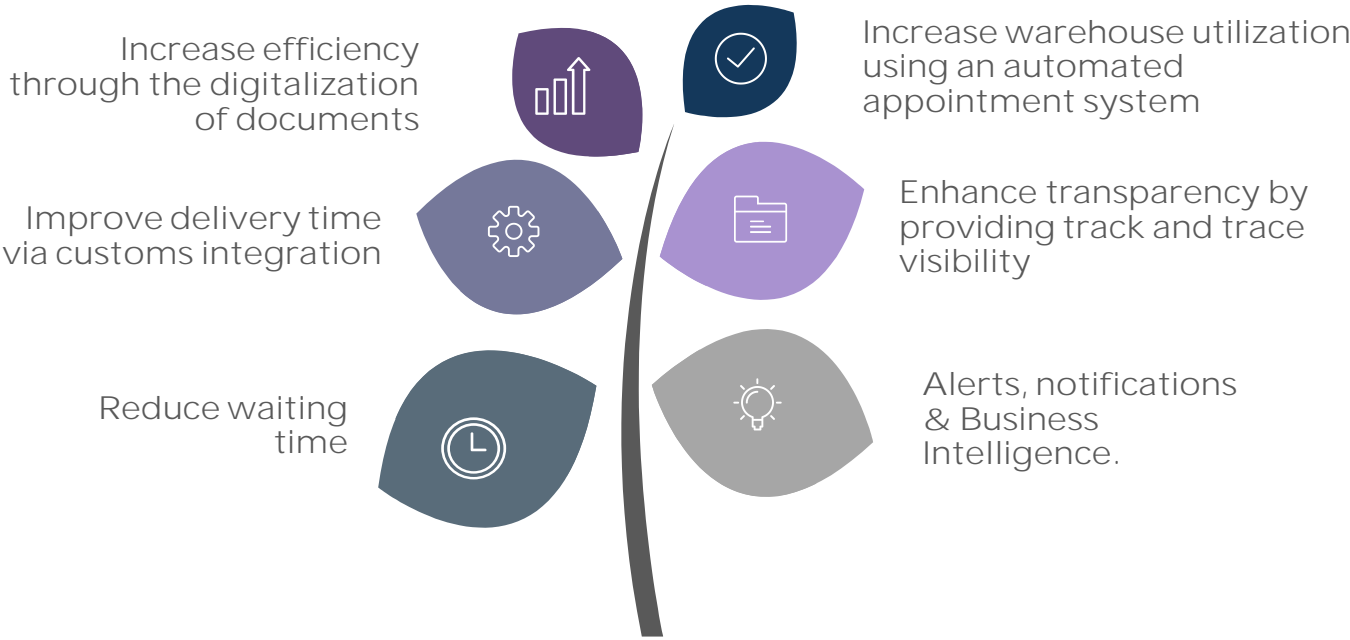 Increase efficiency
through the digitalization
of documents
Increase warehouse utilization
using an automated
appointment system
Improve delivery time
via customs integration
Enhance transparency by
providing track and trace
visibility
Reduce waiting
time
Alerts, notifications
& Business
Intelligence.